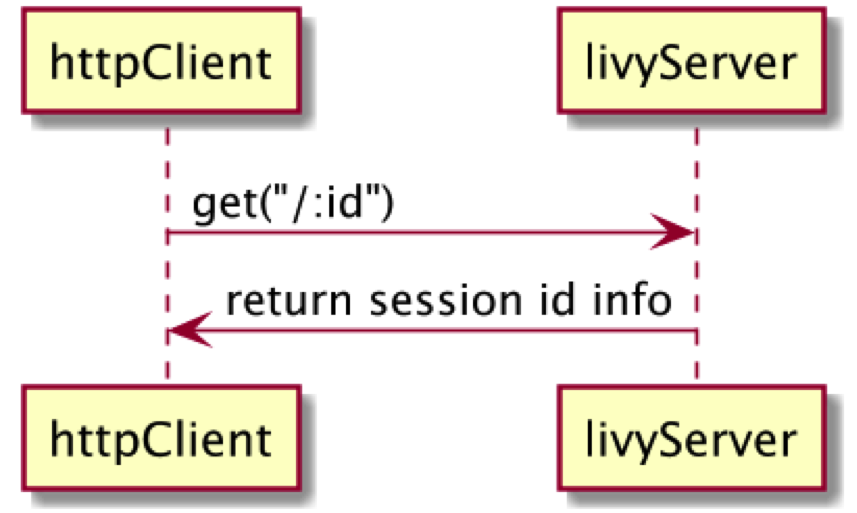 httpClient
livyServer
get("/:id")
return session id info
httpClient
livyServer